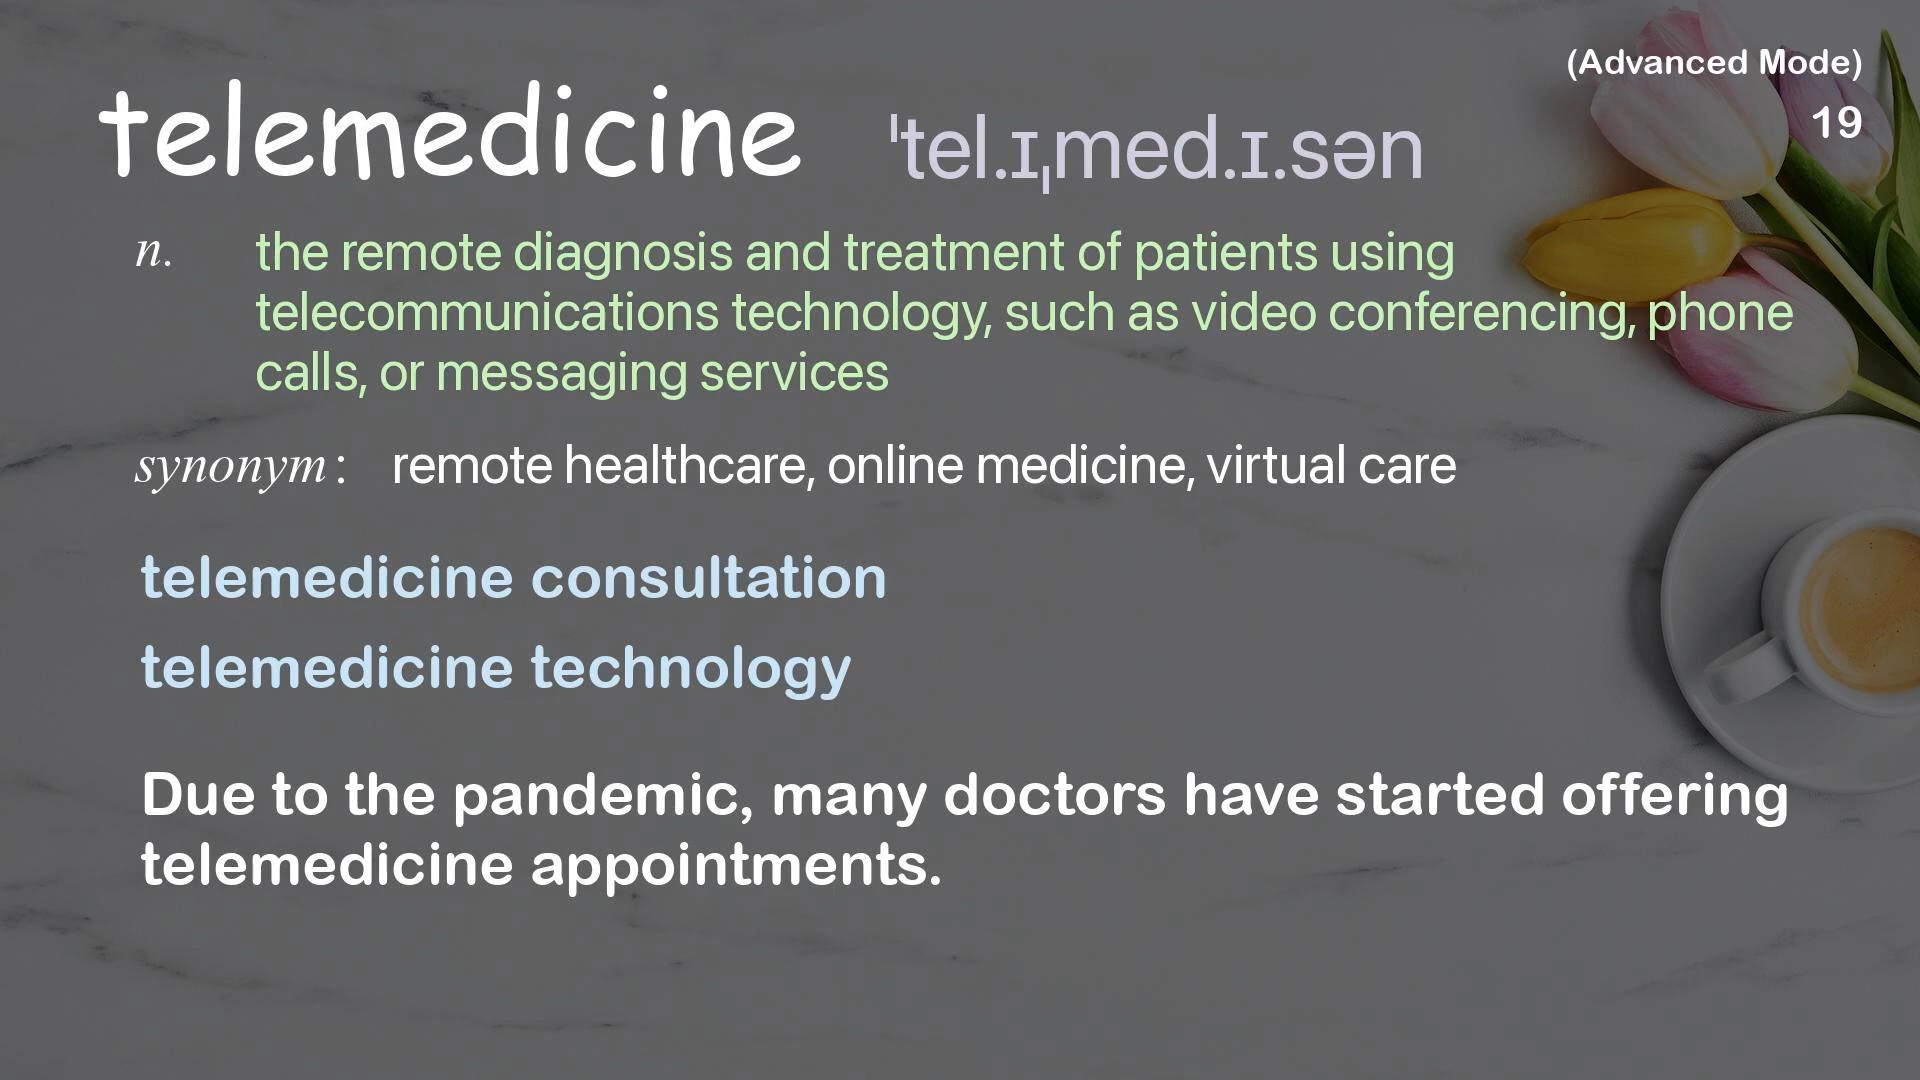 (Advanced Mode)
19
telemedicine ˈtel.ɪˌmed.ɪ.sən
n. the remote diagnosis and treatment of patients using
telecommunications technology, such as video conferencing, phone
calls, or messaging services
synonym: remote healthcare, online medicine, virtual care
telemedicine consultation
telemedicine technology
Due to the pandemic, many doctors have started offering
telemedicine appointments.